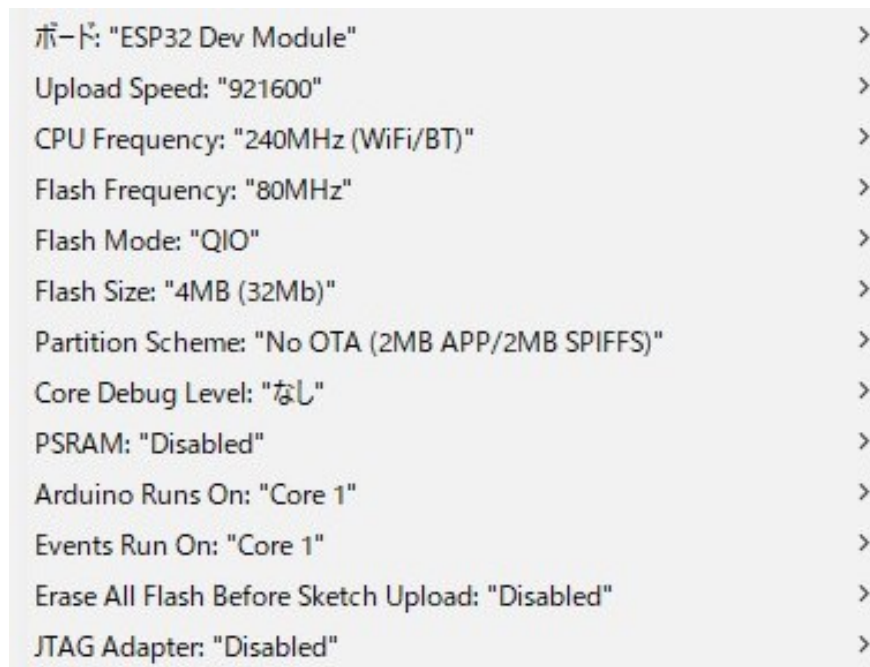 ボード: "ESP32 Dev Module"
Upload Speed: "921600"
CPU Frequency: "240MHz (WiFi/BT)"
Flash Frequency: "80MHz"
Flash Mode: "QIO"
Flash Size: "4MB (32Mb)"
Partition Scheme: "No OTA (2MB APP/2MB SPIFFS)"
Core Debug Level: "なし"
PSRAM: "Disabled"
Arduino Runs On: "Core 1"
Events Run On: "Core 1"
Erase All Flash Before Sketch Upload: "Disabled"
JTAG Adapter: "Disabled"